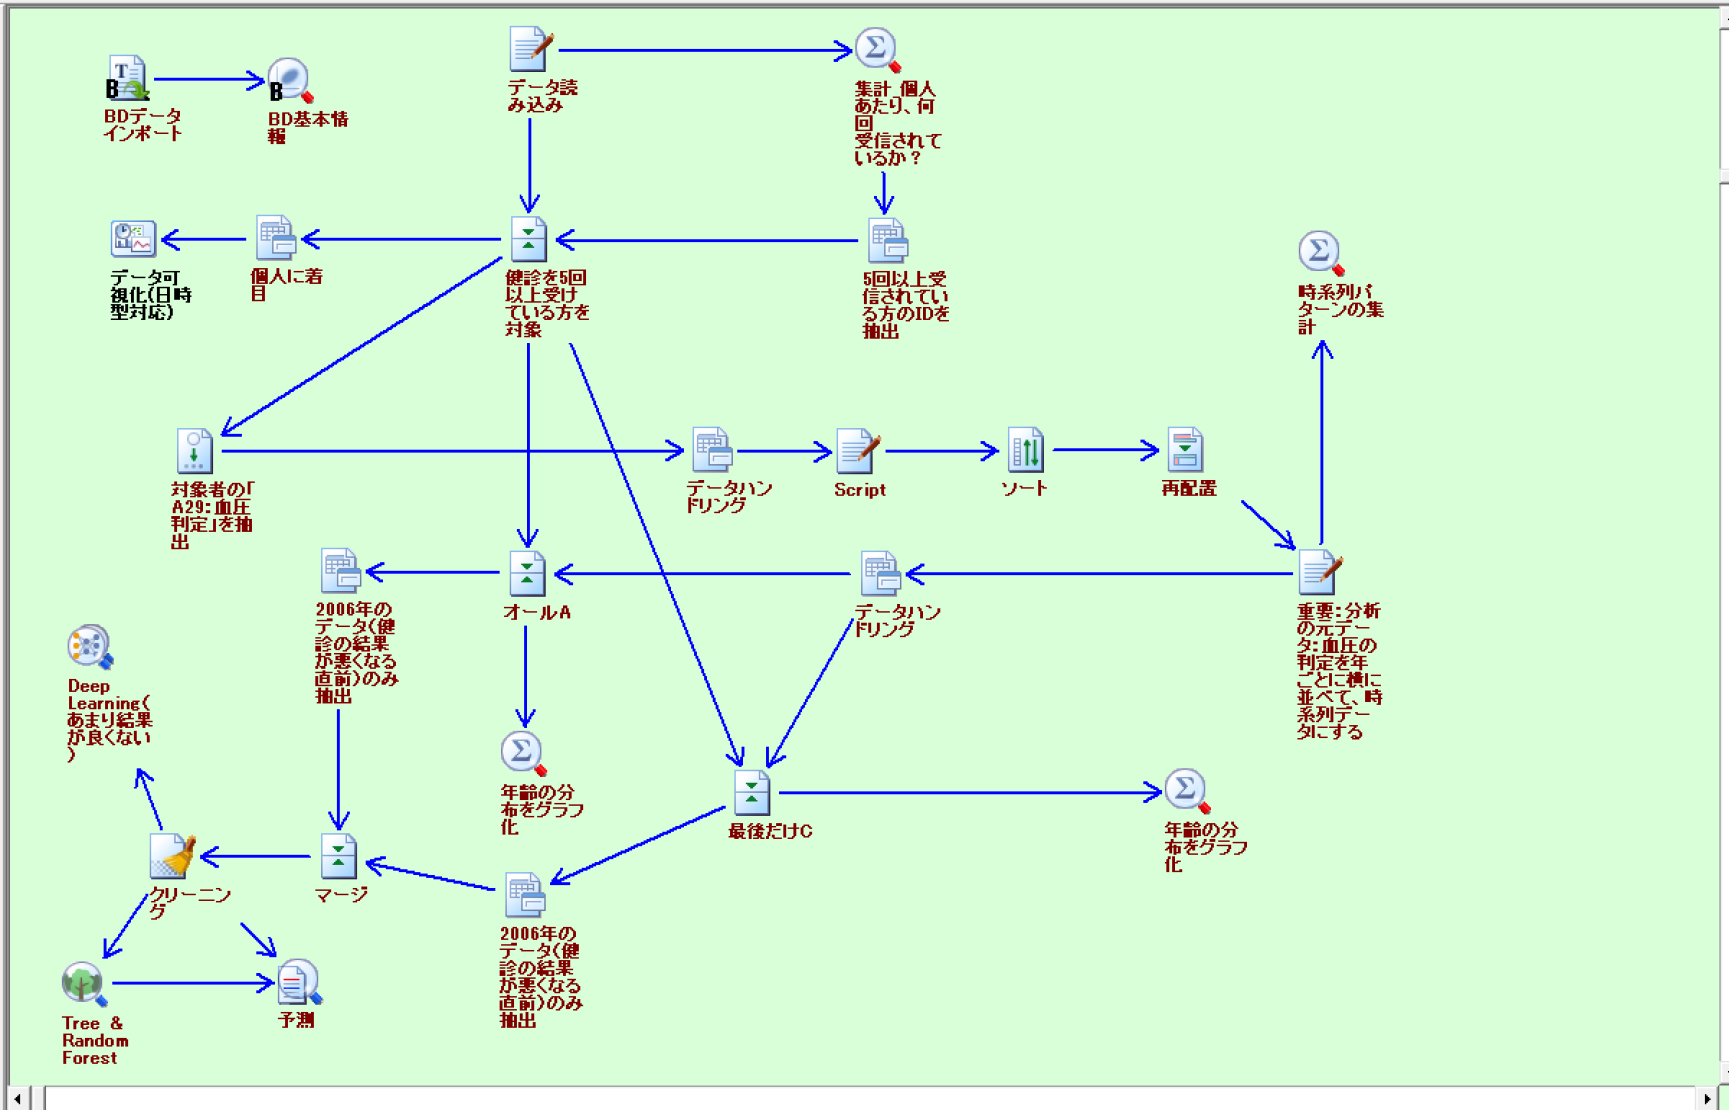 BDデータ
インポート
BD基本情
報
データ読
み込み
集計_個人
あたり、何
回
受信されて
いるか？
データ可
視化(日時
型対応)
個人に着
目
健診を5回
以上受け
ている方を
対象
5回以上受
信されてい
る方のIDを
抽出
時系列パ
ターンの集
計
対象者の「
A29:血圧
判定」を抽
出
データハン
ドリング
Script
ソート
再配置
2006年の
データ(健
診の結果
が悪くなる
直前)のみ
抽出
オールA
データハン
ドリング
重要:分析
の元デー
タ:血圧の
判定を年
ごとに横に
並べて、時
系列デー
タにする
Deep
Learning(
あまり結果
が良くない
)
年齢の分
布をグラフ
化
最後だけC
年齢の分
布をグラフ
化
クリーニン
グ
マージ
2006年の
データ(健
診の結果
が悪くなる
直前)のみ
抽出
Tree &
Random
Forest
予測